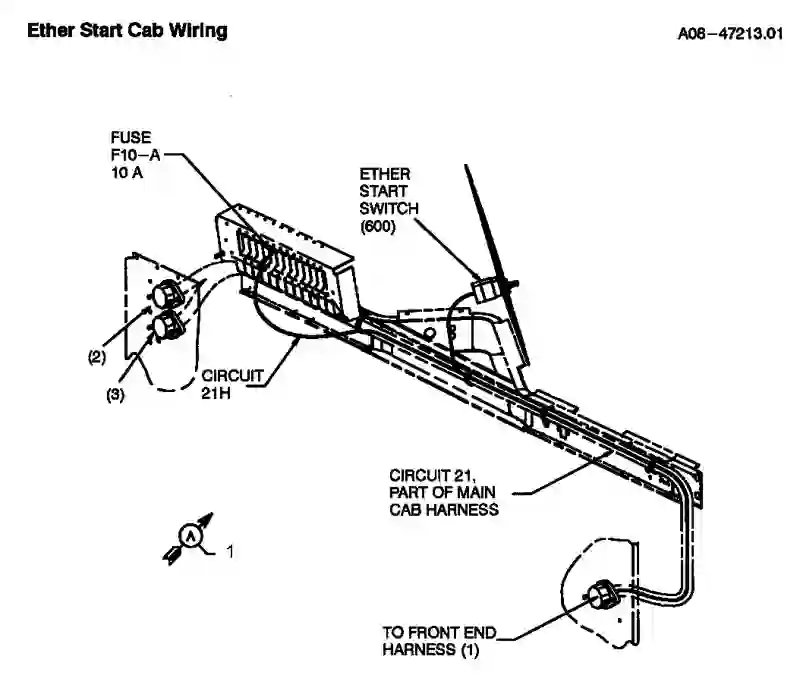 Ether Start Cab Wiring
A08-47213.01
FUSE
F10-A
10 A
ETHER
START
SWITCH
(600)
(2)
(3)
CIRCUIT
21H
CIRCUIT 21,
PART OF MAIN
CAB HARNESS
A
1
TO FRONT END
HARNESS (1)